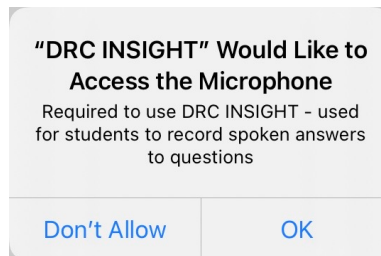 “DRC INSIGHT” Would Like to
Access the Microphone
Required to use DRC INSIGHT - used
for students to record spoken answers
to questions
Don’t Allow
OK